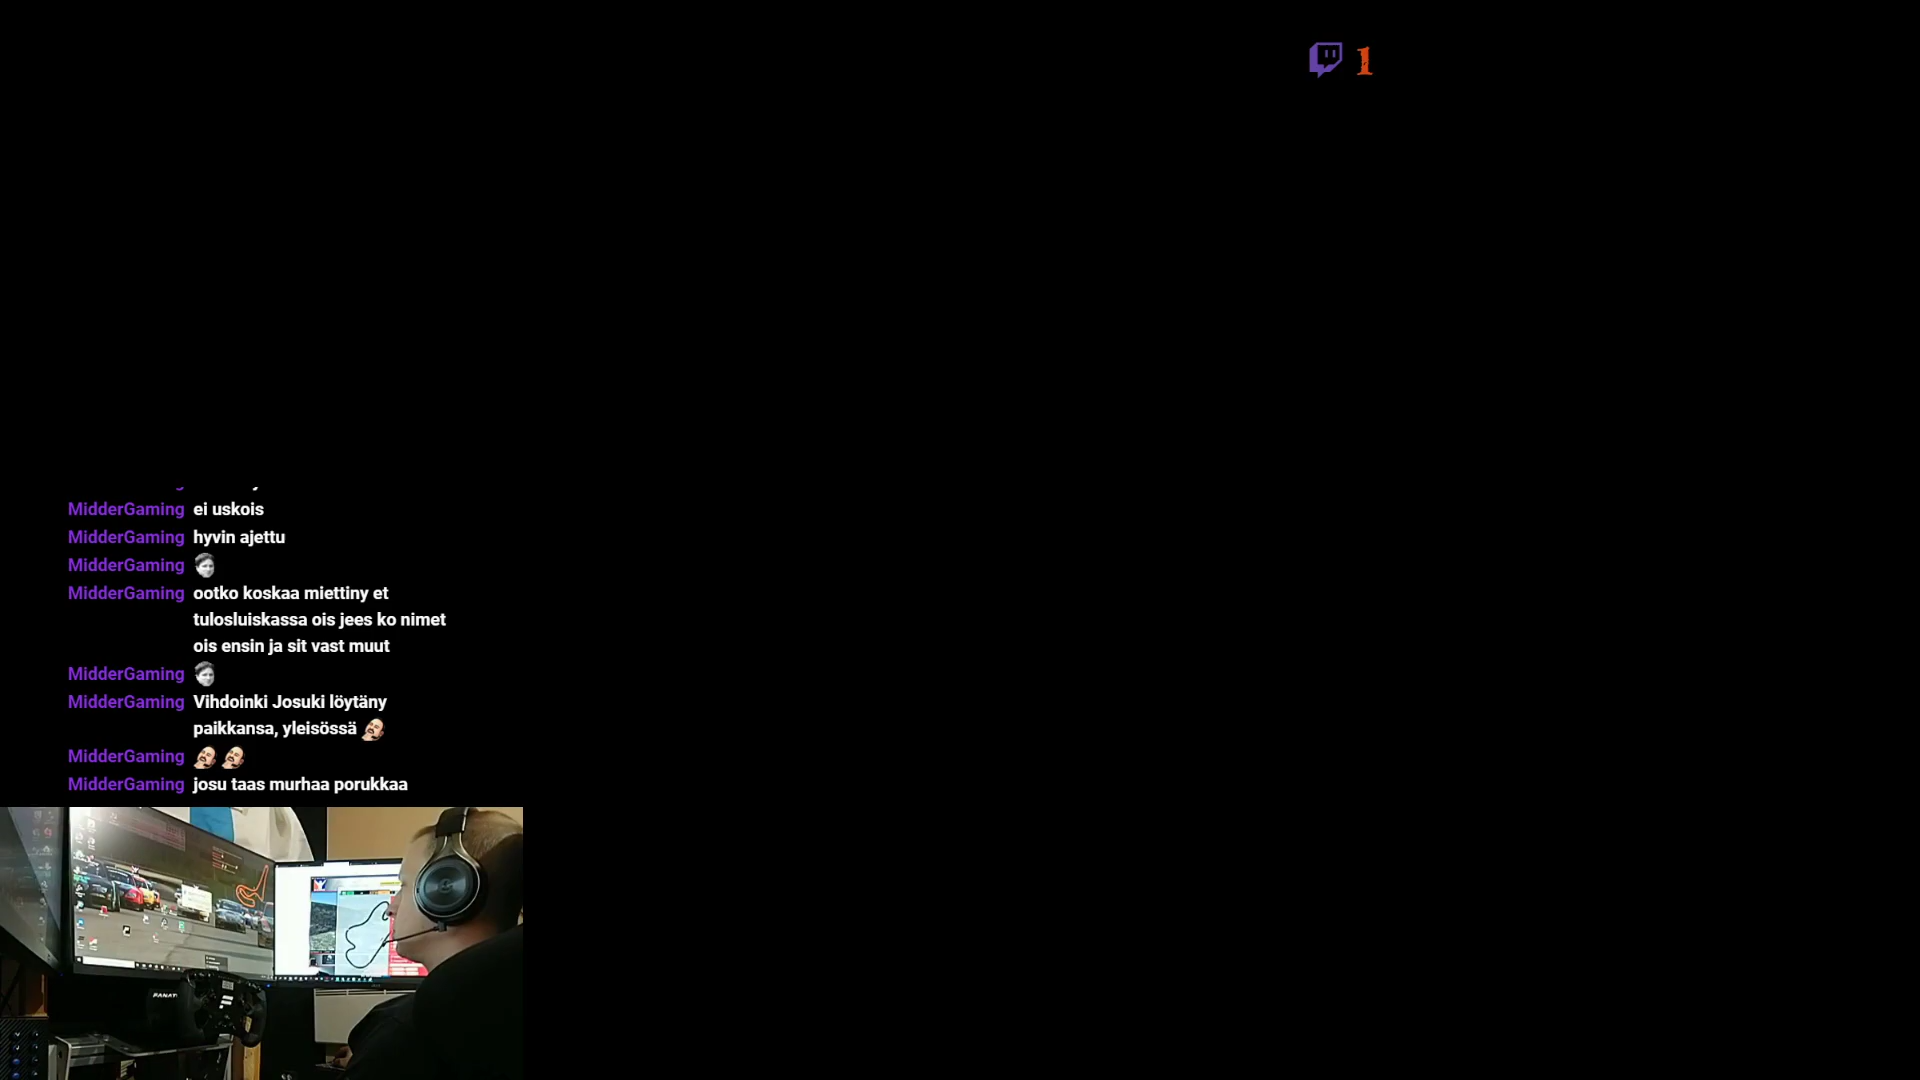 1
MidderGaming ei uskois
MidderGaming hyvin ajettu
MidderGaming
MidderGaming ootko koskaa miettiny et
tulosluiskassa ois jees ko nimet
ois ensin ja sit vast muut
MidderGaming
MidderGaming Vihdoinki Josuki löytäny
paikkansa, yleisössä
MidderGaming
MidderGaming josu taas murhaa porukkaa